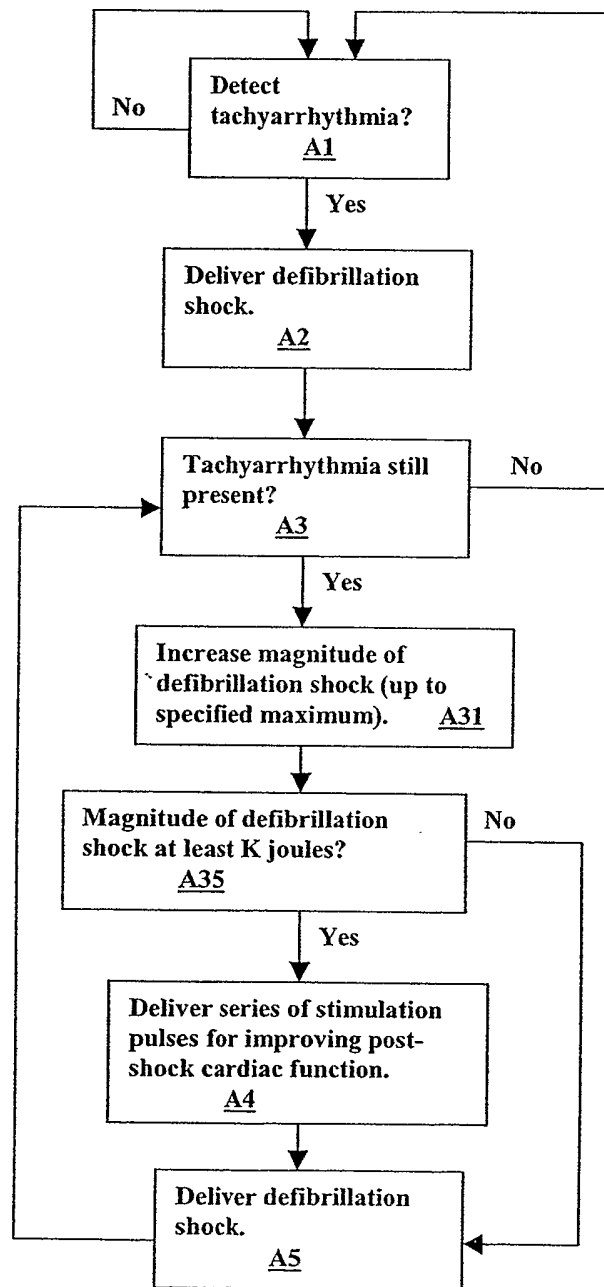 Detect
tachyarrhythmia?
A1
No
Yes
Deliver defibrillation
shock.
A2
Tachyarrhythmia still
present?
A3
No
Yes
Increase magnitude of
defibrillation shock (up to
specified maximum). A31
Magnitude of defibrillation
shock at least K joules?
A35
No
Yes
Deliver series of stimulation
pulses for improving post-
shock cardiac function.
A4
Deliver defibrillation
shock.
A5